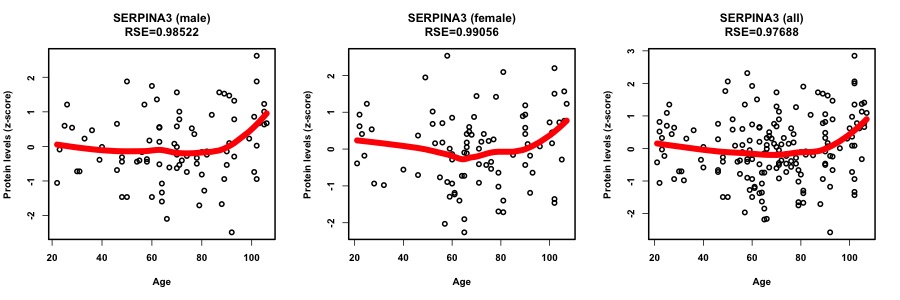 SERPINA3 (male)
RSE=0.98522
Protein levels (z-score)
2
1
0
-1
-2
20 40 60 80 100
Age
SERPINA3 (female)
RSE=0.99056
Protein levels (z-score)
2
1
0
-1
-2
20 40 60 80 100
Age
SERPINA3 (all)
RSE=0.97688
Protein levels (z-score)
3
2
1
0
-1
-2
20 40 60 80 100
Age